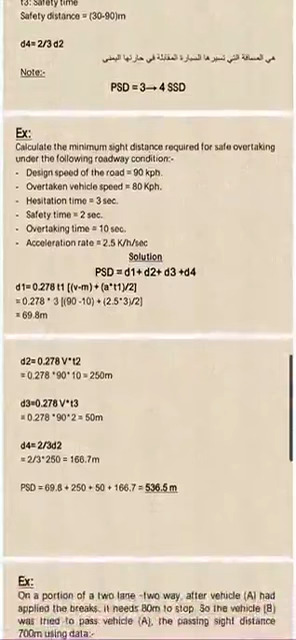 t3: Safety time
Safety distance = (30-90)m
d4= 2/3 d2
هي المسافة التي تسيرها السيارة المقابلة في حارتها اليمنى
Note:-
PSD = 3→ 4 SSD
Ex:
Calculate the minimum sight distance required for safe overtaking
under the following roadway condition:-
- Design speed of the road = 90 kph.
- Overtaken vehicle speed = 80 Kph.
- Hesitation time = 3 sec.
- Safety time = 2 sec.
- Overtaking time = 10 sec.
- Acceleration rate = 2.5 K/h/sec
Solution
PSD = d1+ d2+ d3 +d4
d1= 0.278 t1 [(v-m) + (a*t1)/2]
= 0.278 * 3 [(90 -10) + (2.5*3)/2]
= 69.8m
d2= 0.278 V*t2
= 0.278 *90* 10 = 250m
d3=0.278 V*t3
= 0.278 *90*2 = 50m
d4= 2/3d2
= 2/3*250 = 166.7m
PSD = 69.8 + 250 + 50 + 166.7 = 536.5 m
Ex:
On a portion of a two lane -two way, after vehicle (A) had
applied the breaks, it needs 80m to stop. So the vehicle (B)
was tried to pass vehicle (A), the passing sight distance
700m using data:-